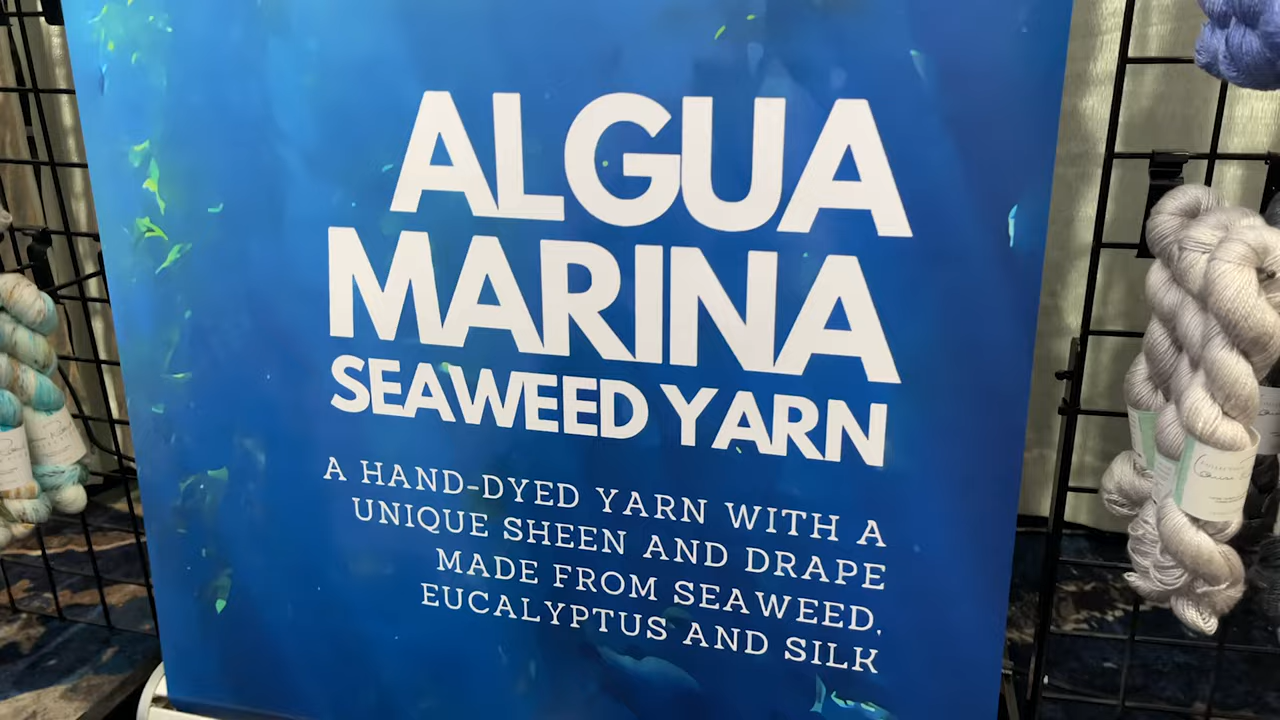 ALGUA
MARINA
SEAWEED YARN
A HAND-DYED YARN WITH A
UNIQUE SHEEN AND DRAPE
MADE FROM SEAWEED,
EUCALYPTUS AND SILK